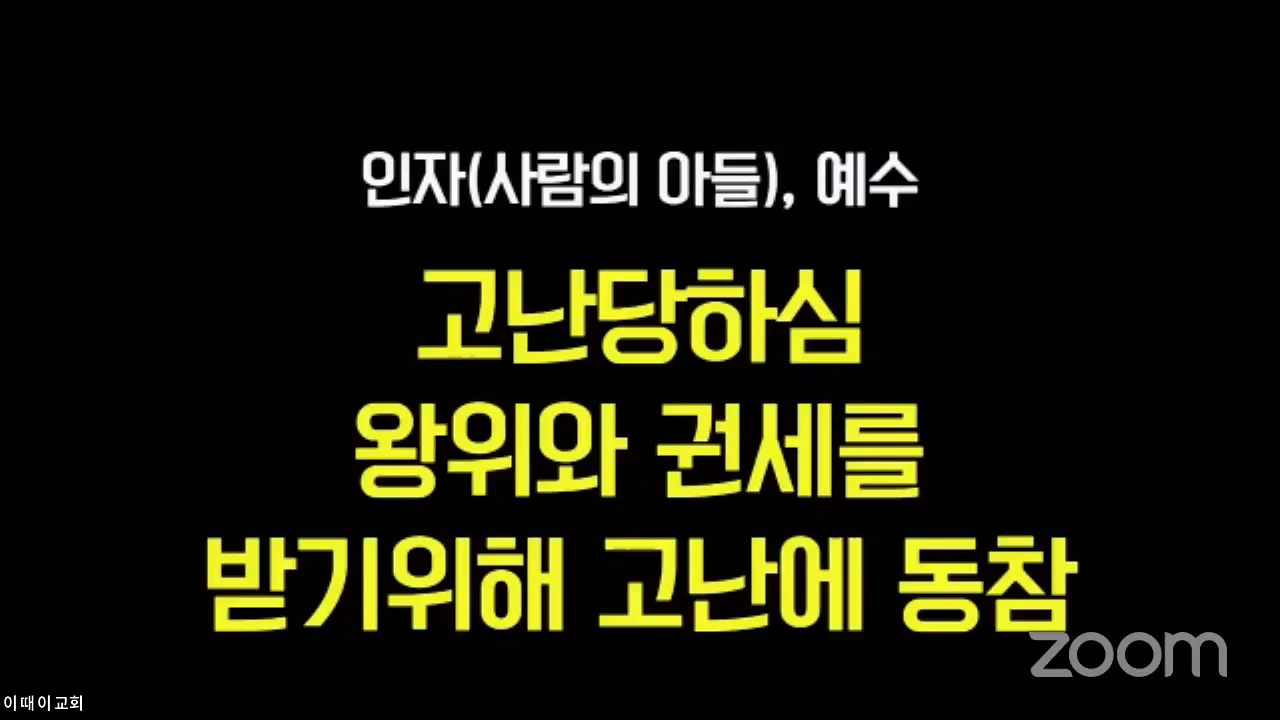 인자(사람의 아들), 예수
고난당하심
왕위와 권세를
받기위해 고난에 동참
zoom
이때이교회